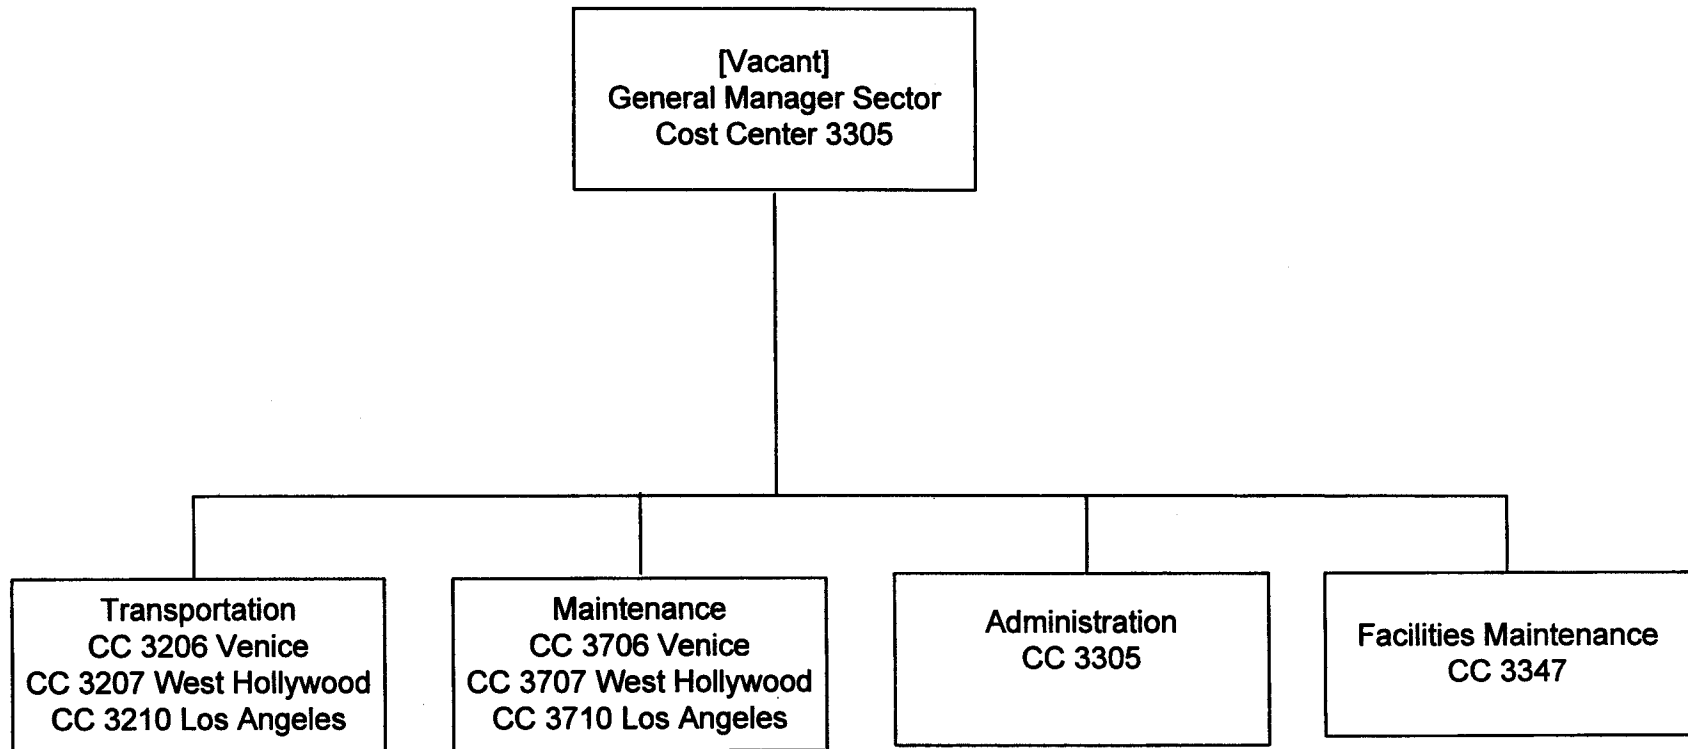 [Vacant]
General Manager Sector
Cost Center 3305
Transportation
CC 3206 Venice
CC 3207 West Hollywood
CC 3210 Los Angeles
Maintenance
CC 3706 Venice
CC 3707 West Hollywood
CC 3710 Los Angeles
Administration
CC 3305
Facilities Maintenance
CC 3347